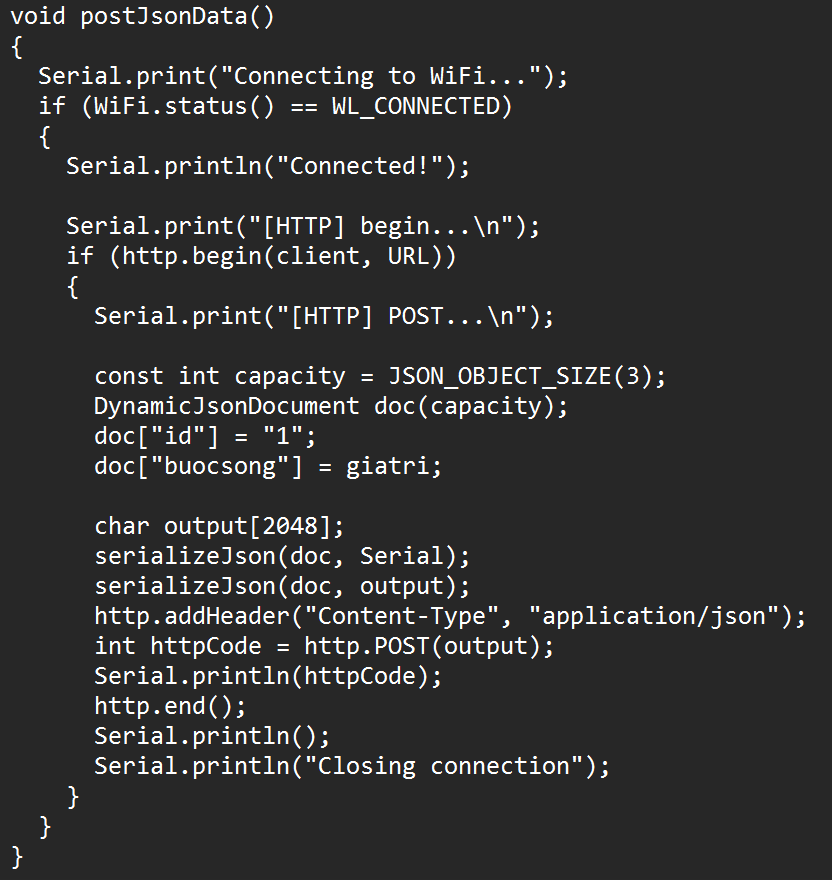 void postJsonData()
{
  Serial.print("Connecting to WiFi...");
  if (WiFi.status() == WL_CONNECTED)
  {
    Serial.println("Connected!");

    Serial.print("[HTTP] begin...\n");
    if (http.begin(client, URL))
    {
      Serial.print("[HTTP] POST...\n");

      const int capacity = JSON_OBJECT_SIZE(3);
      DynamicJsonDocument doc(capacity);
      doc["id"] = "1";
      doc["buocsong"] = giatri;

      char output[2048];
      serializeJson(doc, Serial);
      serializeJson(doc, output);
      http.addHeader("Content-Type", "application/json");
      int httpCode = http.POST(output);
      Serial.println(httpCode);
      http.end();
      Serial.println();
      Serial.println("Closing connection");
    }
  }
}